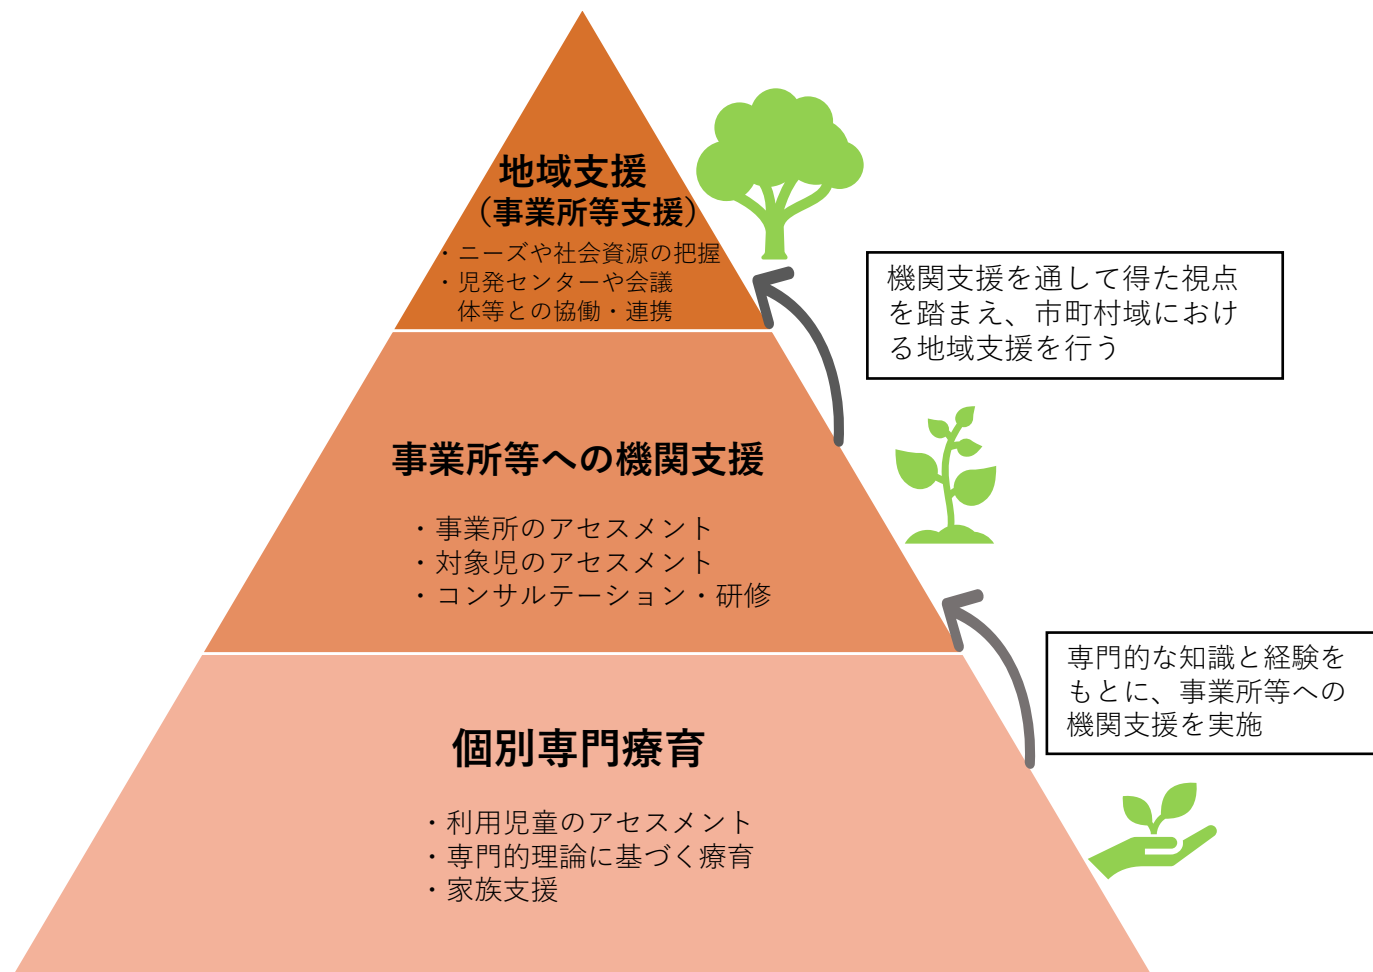 地域支援
（事業所等支援）
・ニーズや社会資源の把握
・児発センターや会議
体等との協働・連携
機関支援を通して得た視点
を踏まえ、市町村域におけ
る地域支援を行う
事業所等への機関支援
・事業所のアセスメント
・対象児のアセスメント
・コンサルテーション・研修
専門的な知識と経験を
もとに、事業所等への
機関支援を実施
個別専門療育
・利用児童のアセスメント
・専門的理論に基づく療育
・家族支援